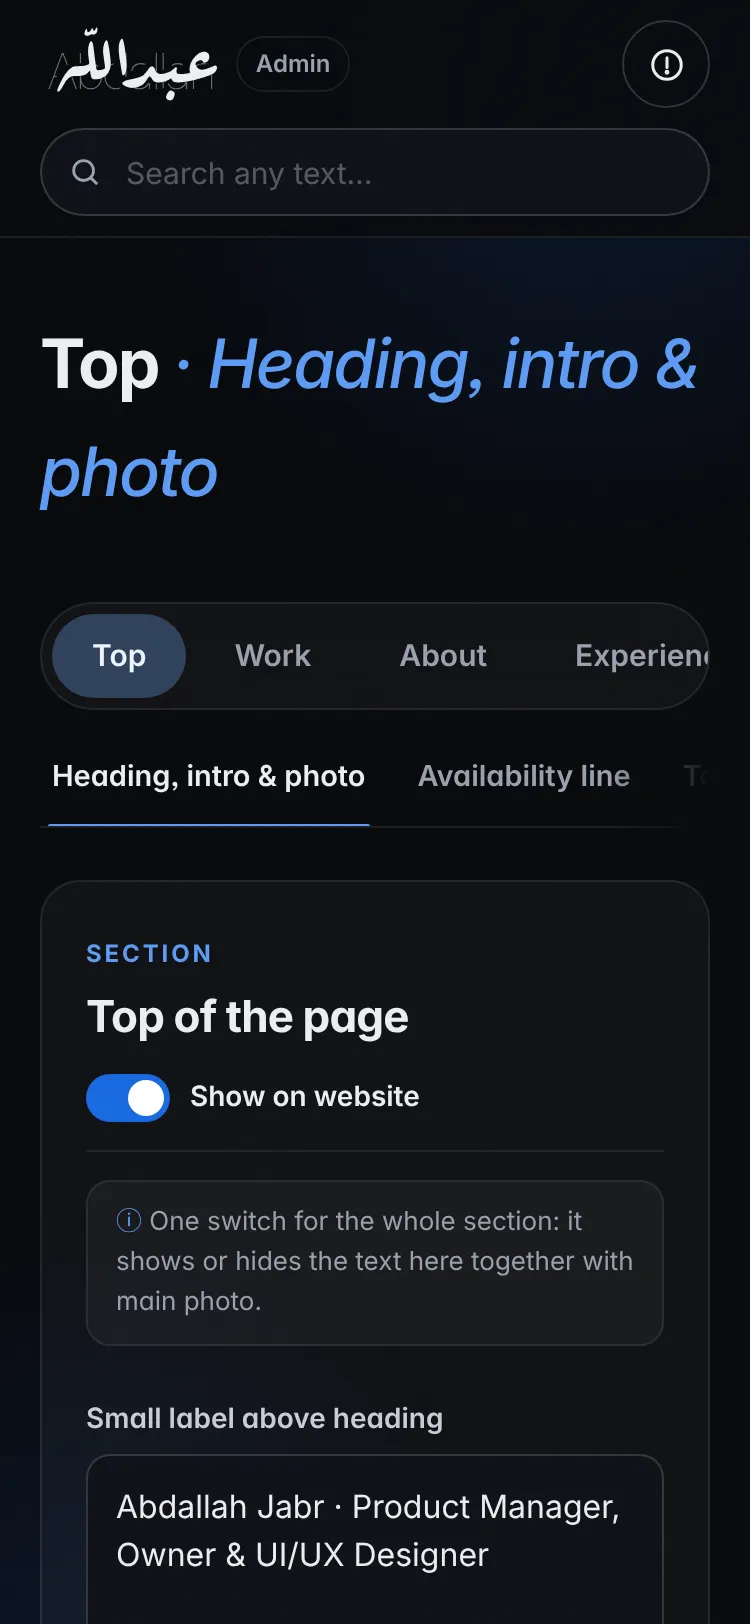 عبدالله
Abdallah
Admin
Search any text...
Top · Heading, intro &
photo
Top Work About Experienc
Heading, intro & photo Availability line
SECTION
Top of the page
Show on website
One switch for the whole section: it
shows or hides the text here together with
main photo.
Small label above heading
Abdallah Jabr · Product Manager,
Owner & UI/UX Designer